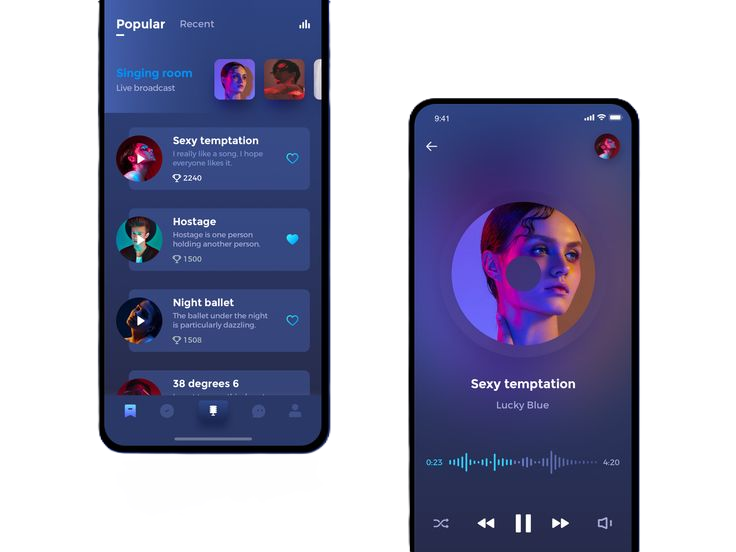 Popular Recent
Singing room
Live broadcast
Sexy temptation
I really like a song, I hope
everyone likes it.
2240
Hostage
Hostage is one person
holding another person.
1500
Night ballet
The ballet under the night
is particularly dazzling.
1508
38 degrees 6
9:41
Sexy temptation
Lucky Blue
0:23 4:20